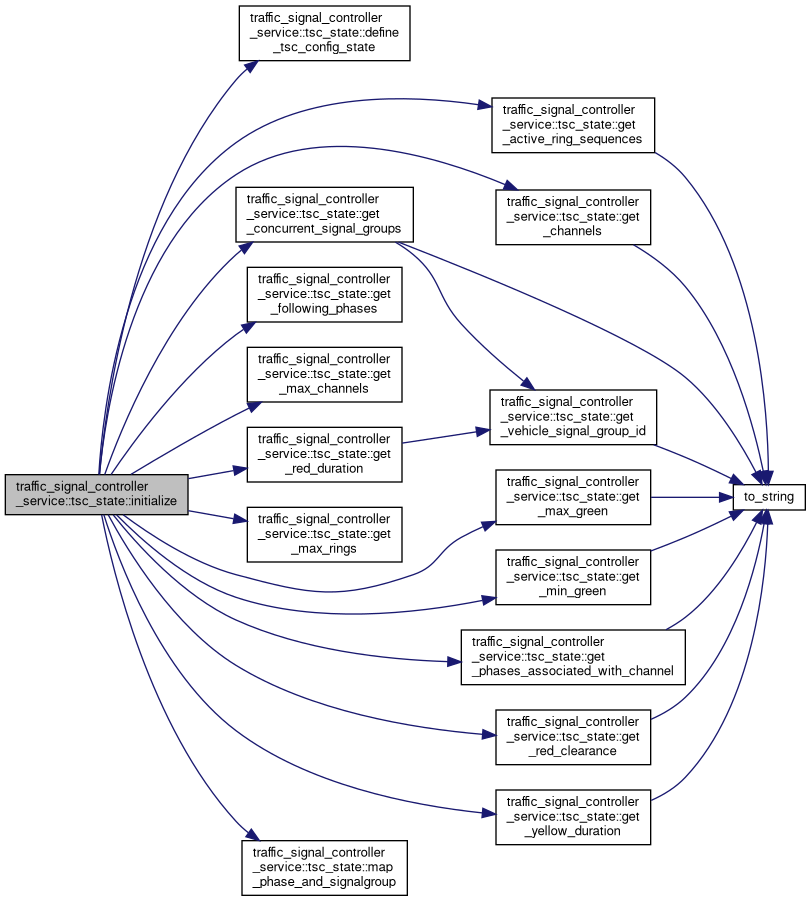 traffic_signal_controller
_service::tsc_state::define
_tsc_config_state
traffic_signal_controller
_service::tsc_state::get
_active_ring_sequences
traffic_signal_controller
_service::tsc_state::get
_concurrent_signal_groups
traffic_signal_controller
_service::tsc_state::get
_channels
traffic_signal_controller
_service::tsc_state::get
_following_phases
traffic_signal_controller
_service::tsc_state::get
_max_channels
traffic_signal_controller
_service::tsc_state::get
_vehicle_signal_group_id
traffic_signal_controller
_service::tsc_state::get
_red_duration
traffic_signal_controller
_service::tsc_state::initialize
traffic_signal_controller
_service::tsc_state::get
_max_green
to_string
traffic_signal_controller
_service::tsc_state::get
_max_rings
traffic_signal_controller
_service::tsc_state::get
_min_green
traffic_signal_controller
_service::tsc_state::get
_phases_associated_with_channel
traffic_signal_controller
_service::tsc_state::get
_red_clearance
traffic_signal_controller
_service::tsc_state::get
_yellow_duration
traffic_signal_controller
_service::tsc_state::map
_phase_and_signalgroup